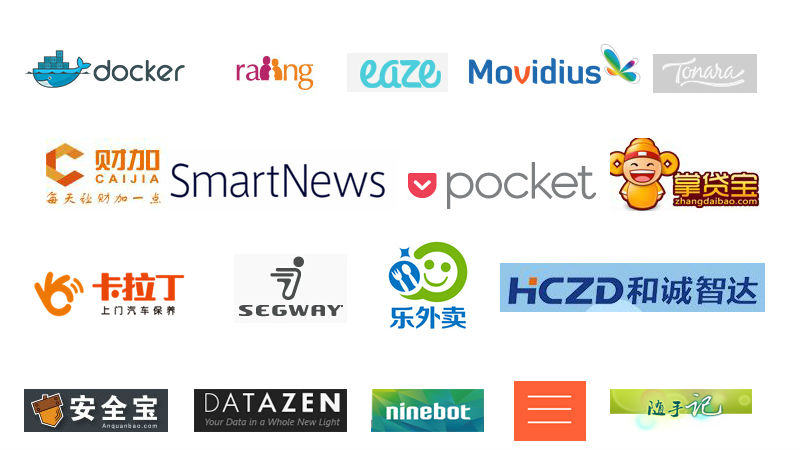 docker
rating
eaze
Movidius
Tonara
财加
CAIJIA
每天让财加一点
SmartNews
pocket
掌贷宝
zhangdaibao.com
卡拉丁
上门汽车保养
SEGWAY
乐外卖
HCZD和诚智达
安全宝
Anquanbao.com
DATAZEN
Your Data in a Whole New Light
ninebot
随手记